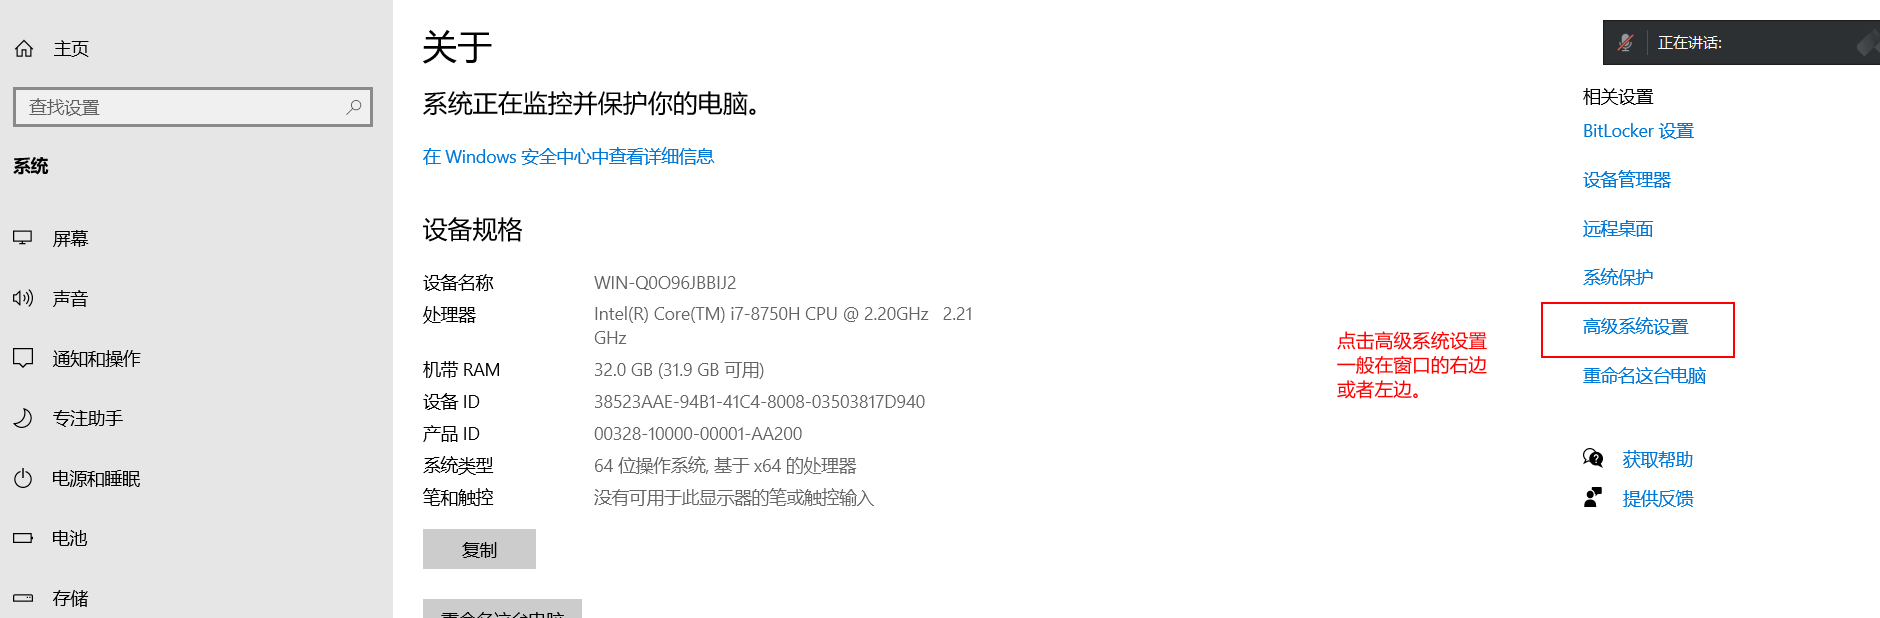 主页
查找设置
系统
屏幕
声音
通知和操作
专注助手
电源和睡眠
电池
存储
关于
系统正在监控并保护你的电脑。
在 Windows 安全中心中查看详细信息
设备规格
设备名称 WIN-Q0O96JBBIJ2
处理器 Intel(R) Core(TM) i7-8750H CPU @ 2.20GHz 2.21
GHz
机带 RAM 32.0 GB (31.9 GB 可用)
设备 ID 38523AAE-94B1-41C4-8008-03503817D940
产品 ID 00328-10000-00001-AA200
系统类型 64 位操作系统, 基于 x64 的处理器
笔和触控 没有可用于此显示器的笔或触控输入
复制
重命名这台电脑
点击高级系统设置
一般在窗口的右边
或者左边。
正在讲话:
相关设置
BitLocker 设置
设备管理器
远程桌面
系统保护
高级系统设置
重命名这台电脑
获取帮助
提供反馈